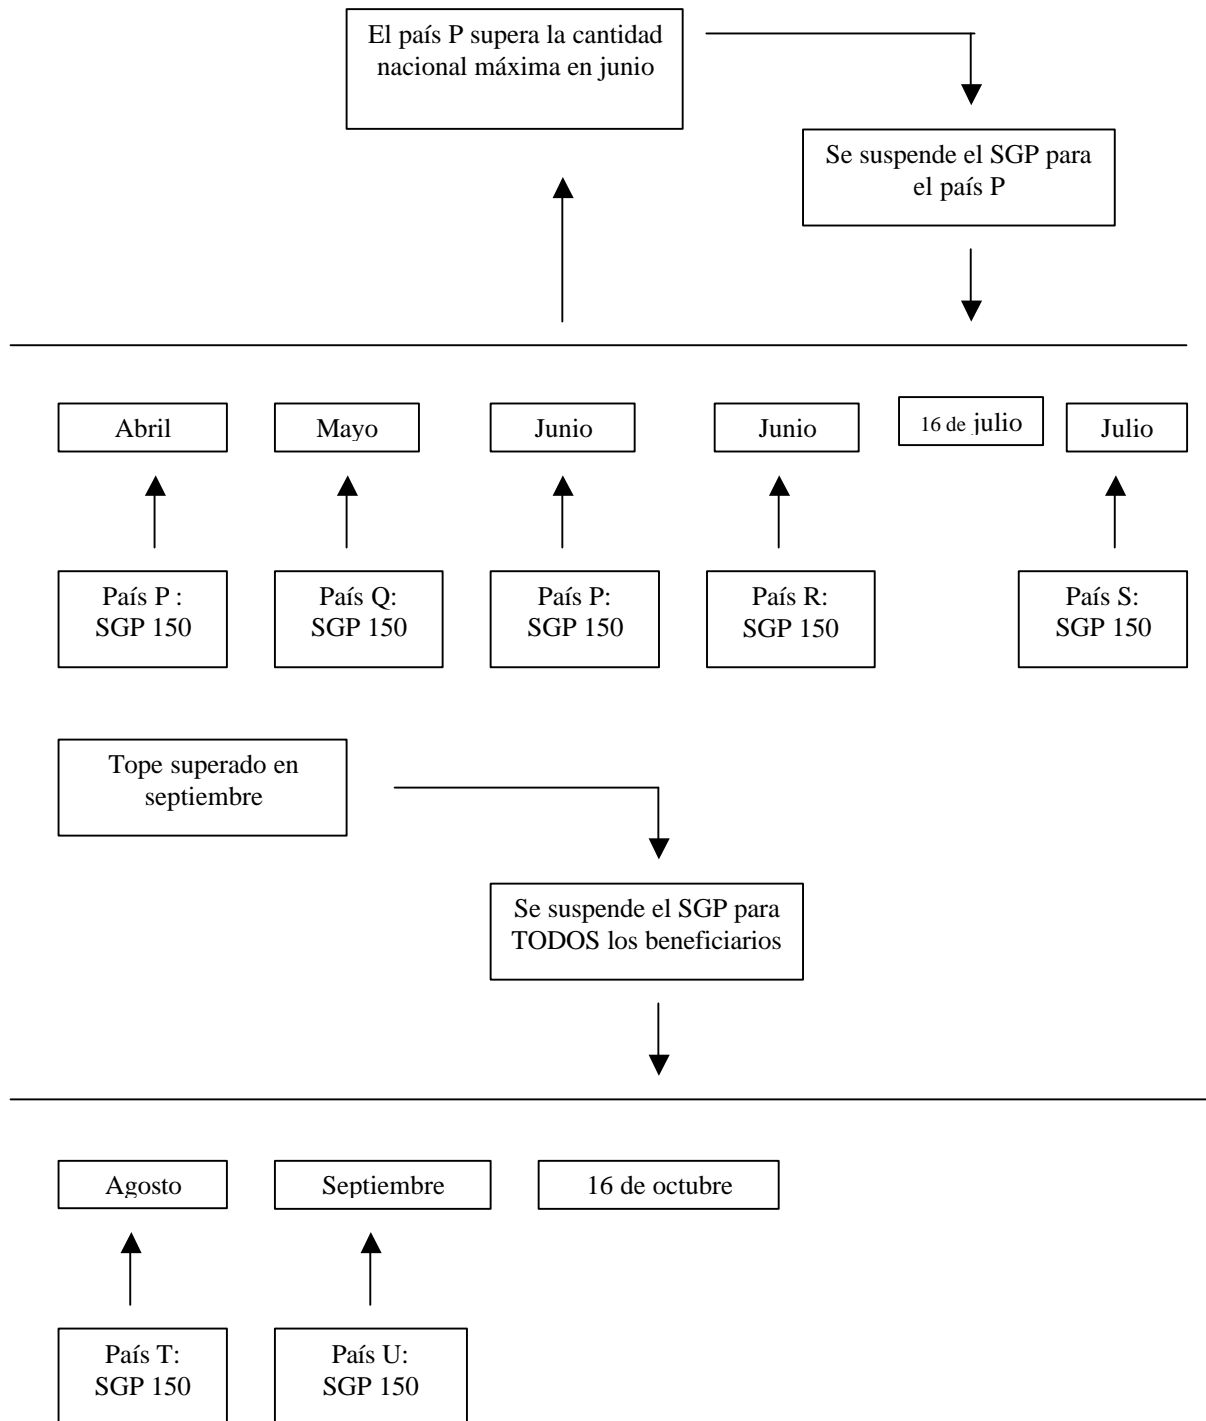 El país P supera la cantidad
nacional máxima en junio
Se suspende el SGP para
el país P
Abril
Mayo
Junio
Junio
16 de julio
Julio
País P :
SGP 150
País Q:
SGP 150
País P:
SGP 150
País R:
SGP 150
País S:
SGP 150
Tope superado en
septiembre
Se suspende el SGP para
TODOS los beneficiarios
Agosto
Septiembre
16 de octubre
País T:
SGP 150
País U:
SGP 150